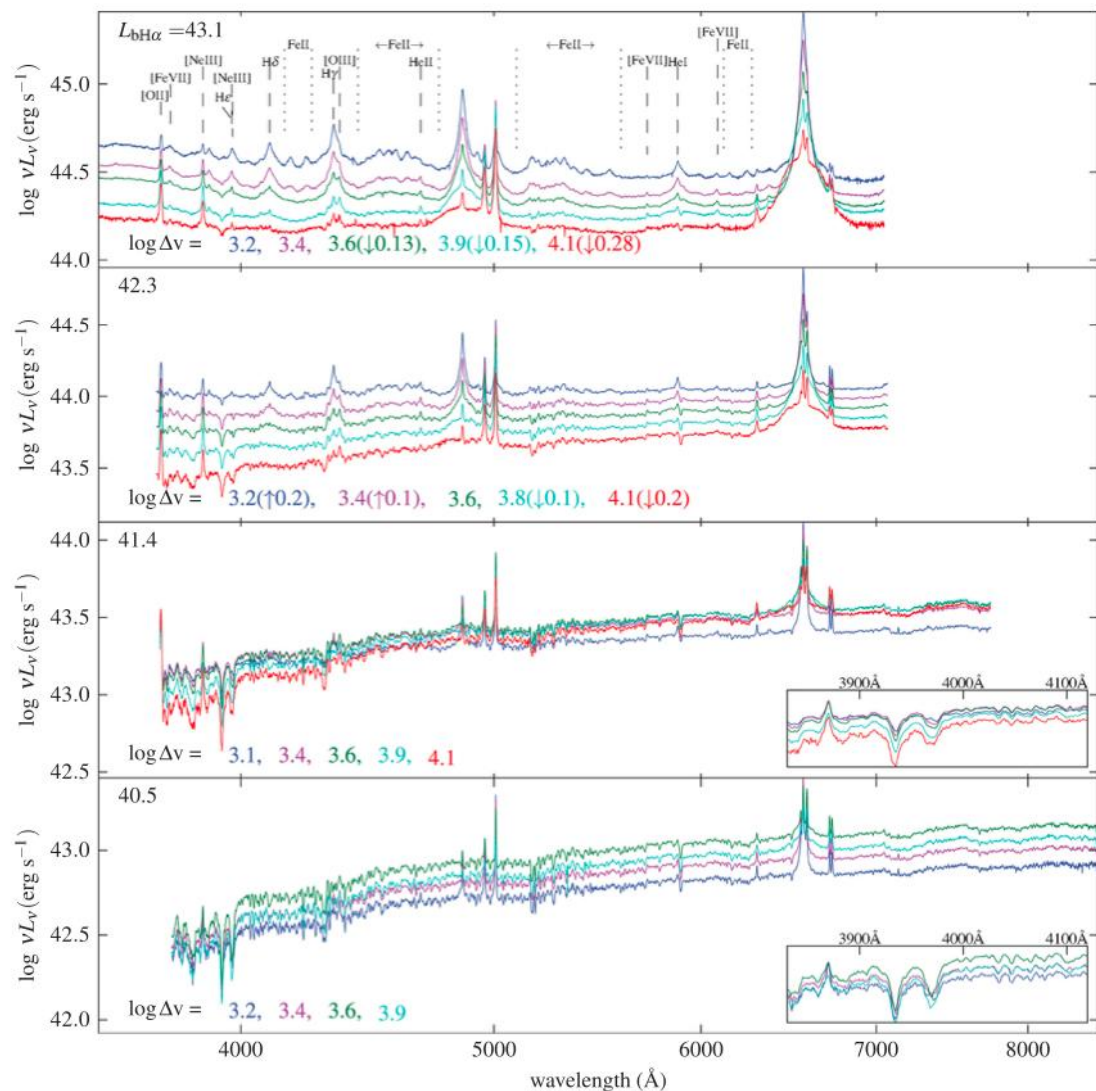 L_bHα =43.1
[OII]
[FeVII]
[NeIII]
Hε
[NeIII]
Hδ
FeII
[OIII]
Hγ
←FeII→
HeII
←FeII→
[FeVII]
HeI
[FeVII]
FeII
45.0
44.5
44.0
log νL_ν (erg s⁻¹)
log Δv = 3.2, 3.4, 3.6(↓0.13), 3.9(↓0.15), 4.1(↓0.28)
42.3
44.5
44.0
43.5
log νL_ν (erg s⁻¹)
log Δv = 3.2(↑0.2), 3.4(↑0.1), 3.6, 3.8(↓0.1), 4.1(↓0.2)
41.4
44.0
43.5
43.0
42.5
log νL_ν (erg s⁻¹)
3900Å 4000Å 4100Å
log Δv = 3.1, 3.4, 3.6, 3.9, 4.1
40.5
43.0
42.5
42.0
log νL_ν (erg s⁻¹)
3900Å 4000Å 4100Å
log Δv = 3.2, 3.4, 3.6, 3.9
4000 5000 6000 7000 8000
wavelength (Å)